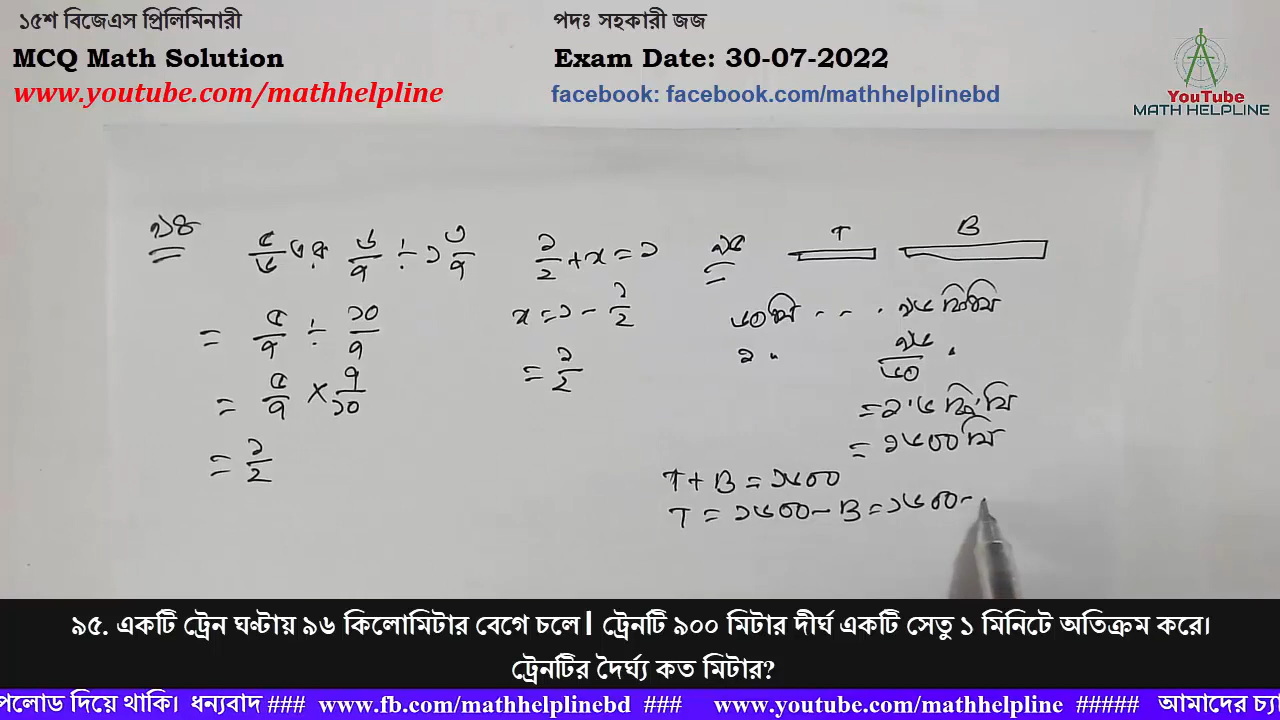 ১৫শ বিজেএস প্রিলিমিনারী
পদঃ সহকারী জজ
MCQ Math Solution
Exam Date: 30-07-2022
www.youtube.com/mathhelpline
facebook: facebook.com/mathhelplinebd
YouTube
MATH HELPLINE
৯৪
৫/৬ এর ৬/৭ ÷ ১ ৩/৭
= ৫/৭ ÷ ১০/৭
= ৫/৭ × ৭/১০
= ১/২
১/২ + x = ১
x = ১ - ১/২
= ১/২
৯৫
T B
৬০ মি - - . ৯৬ কিমি
১ " ৯৬/৬০ "
= ১.৬ কি.মি
= ১৬০০ মি
T + B = ১৬০০
T = ১৬০০ - B = ১৬০০ -
৯৫. একটি ট্রেন ঘণ্টায় ৯৬ কিলোমিটার বেগে চলে। ট্রেনটি ৯০০ মিটার দীর্ঘ একটি সেতু ১ মিনিটে অতিক্রম করে।
ট্রেনটির দৈর্ঘ্য কত মিটার?
পলোড দিয়ে থাকি। ধন্যবাদ ### www.fb.com/mathhelplinebd ### www.youtube.com/mathhelpline ##### আমাদের চ্যা